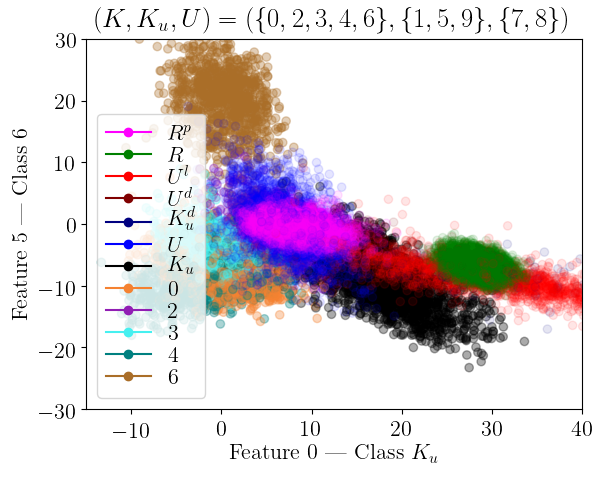 (K, K_u, U) = ({0, 2, 3, 4, 6}, {1, 5, 9}, {7, 8})
30
20
10
0
−10
−20
−30
Feature 5 — Class 6
R^p
R
U^l
U^d
K_u^d
U
K_u
0
2
3
4
6
−10 0 10 20 30 40
Feature 0 — Class K_u